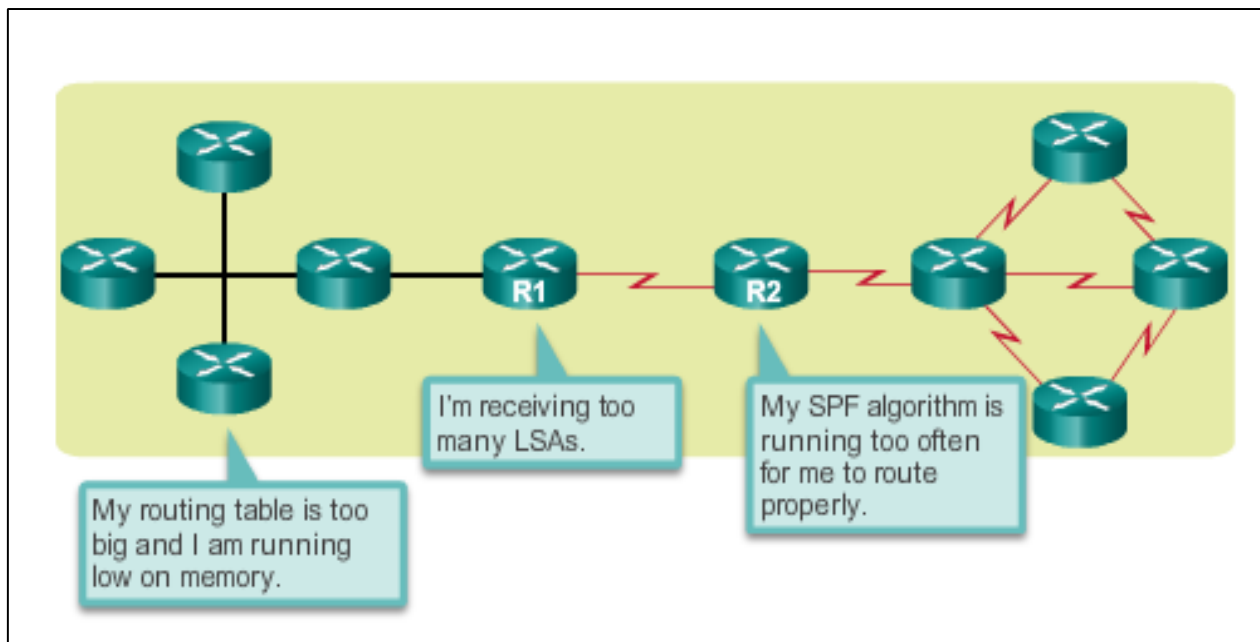 R1
R2
I'm receiving too
many LSAs.
My SPF algorithm is
running too often
for me to route
properly.
My routing table is too
big and I am running
low on memory.